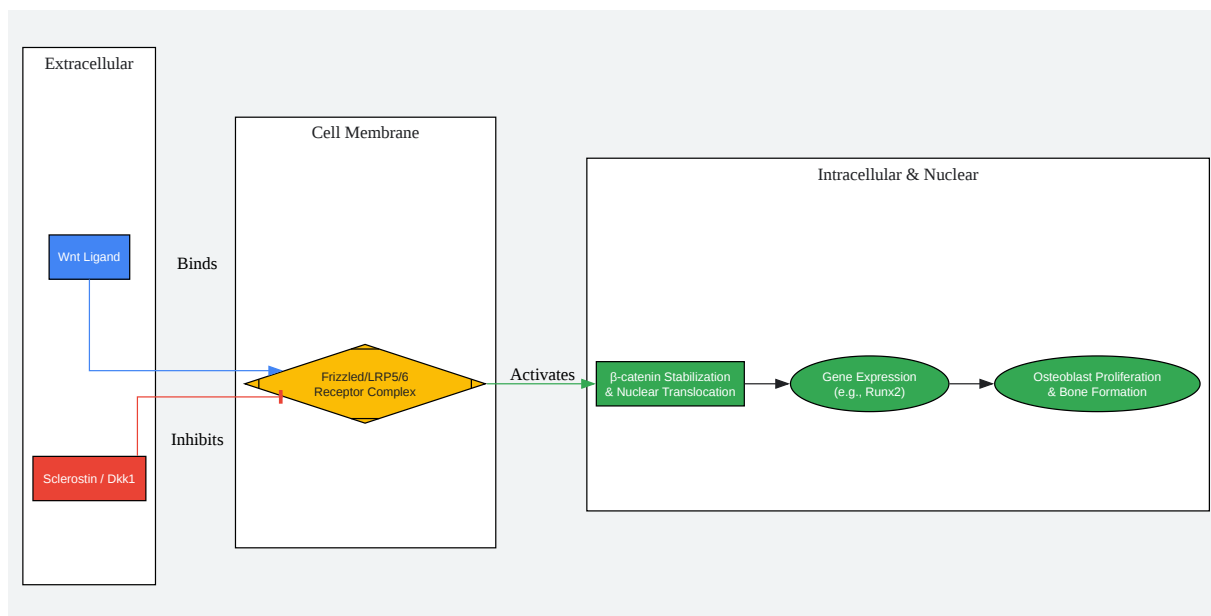 Extracellular
Wnt Ligand
Sclerostin / Dkk1
Binds
Inhibits
Cell Membrane
Frizzled/LRP5/6
Receptor Complex
Activates
Intracellular & Nuclear
β-catenin Stabilization
& Nuclear Translocation
Gene Expression
(e.g., Runx2)
Osteoblast Proliferation
& Bone Formation